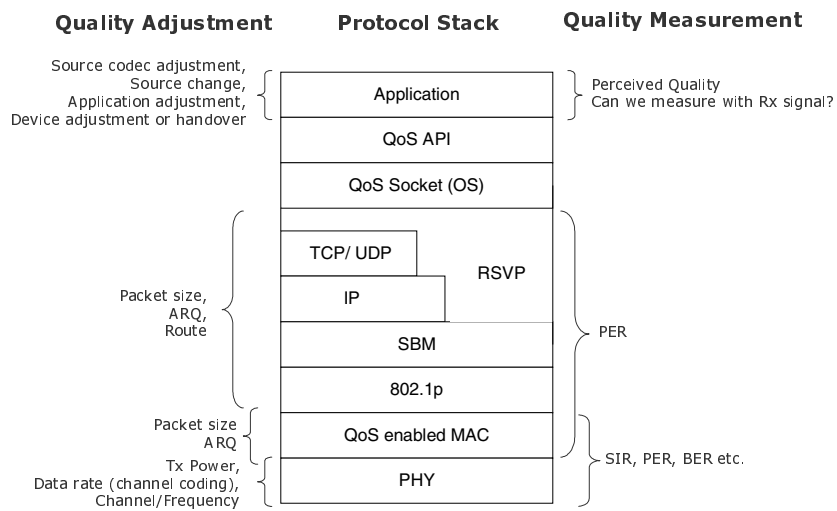 Quality Adjustment
Protocol Stack
Quality Measurement
Source codec adjustment,
Source change,
Application adjustment,
Device adjustment or handover
Application
Perceived Quality
Can we measure with Rx signal?
QoS API
QoS Socket (OS)
TCP/ UDP
RSVP
IP
Packet size,
ARQ,
Route
SBM
PER
802.1p
Packet size
ARQ
QoS enabled MAC
SIR, PER, BER etc.
Tx Power,
Data rate (channel coding),
Channel/Frequency
PHY